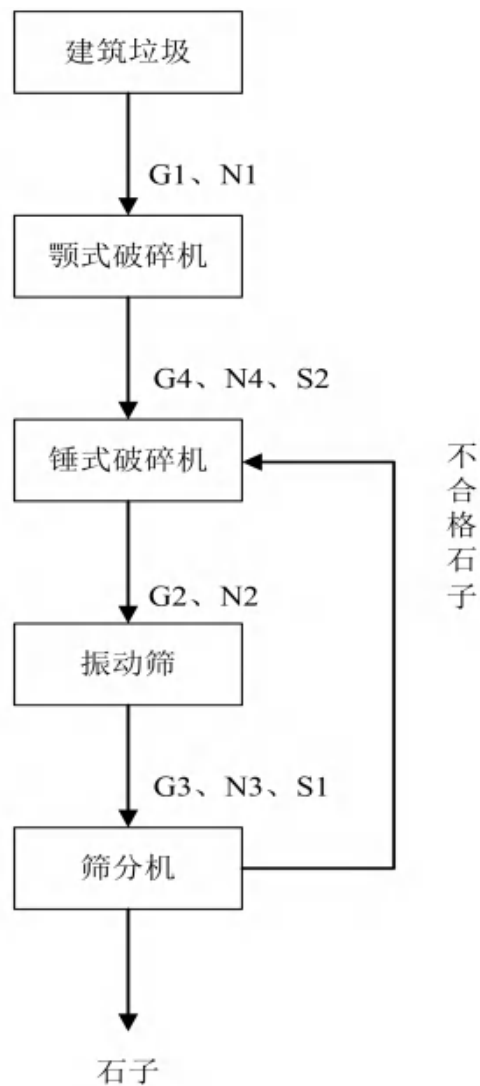 建筑垃圾
G1、N1
颚式破碎机
G4、N4、S2
锤式破碎机
不合格石子
G2、N2
振动筛
G3、N3、S1
筛分机
石子